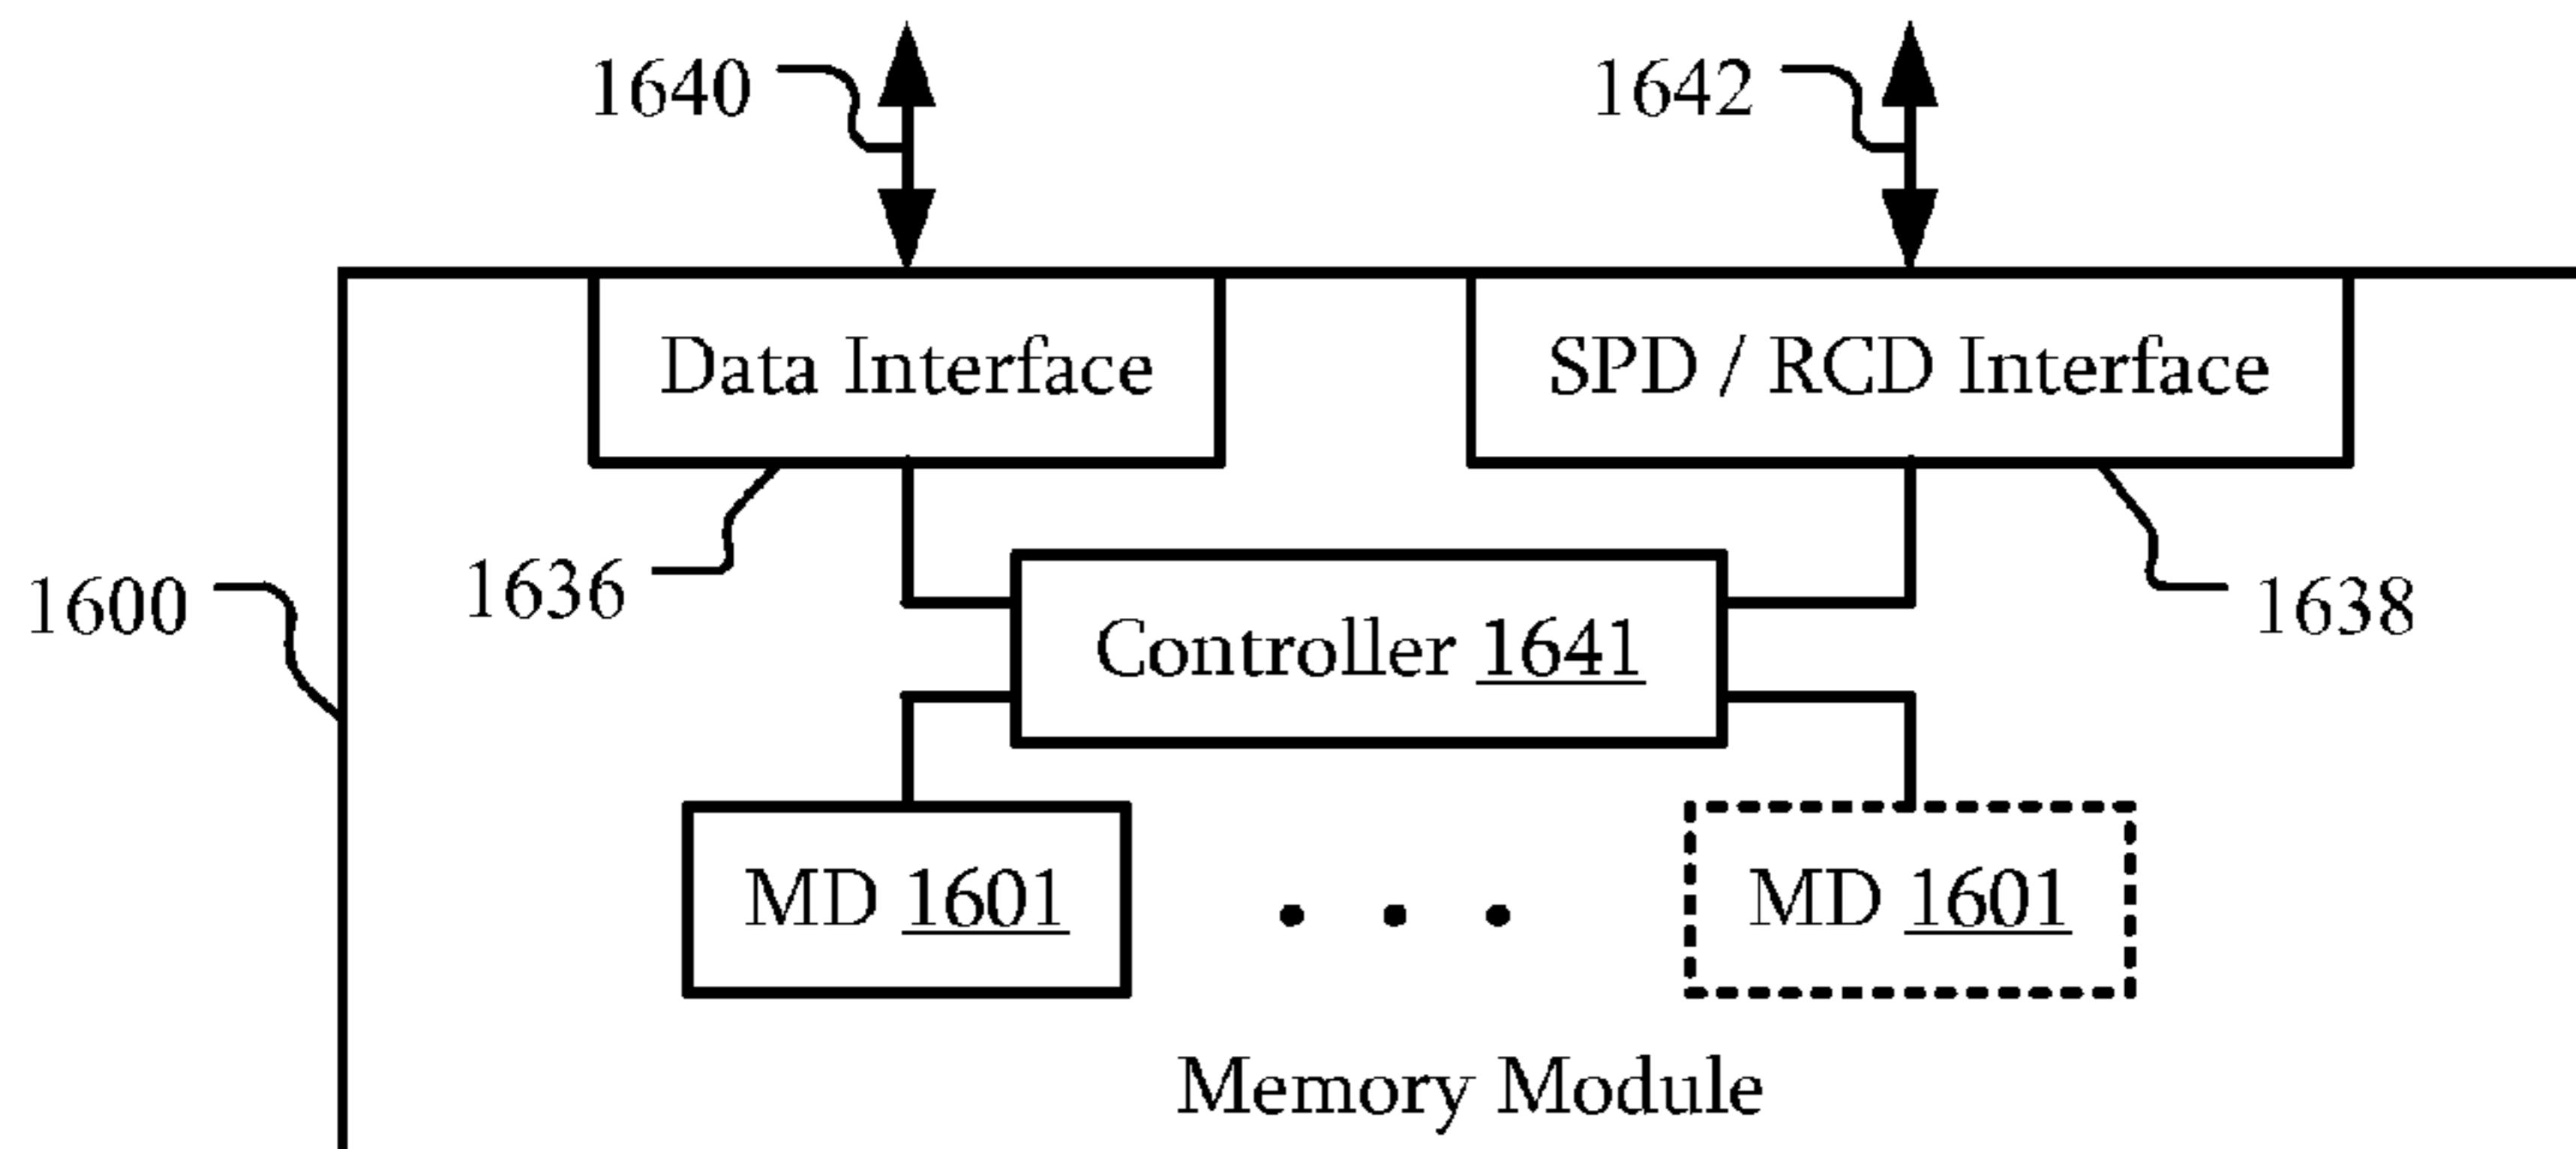 1640
1642
Data Interface
SPD / RCD Interface
1636
1600
1638
Controller 1641
MD 1601
MD 1601
Memory Module